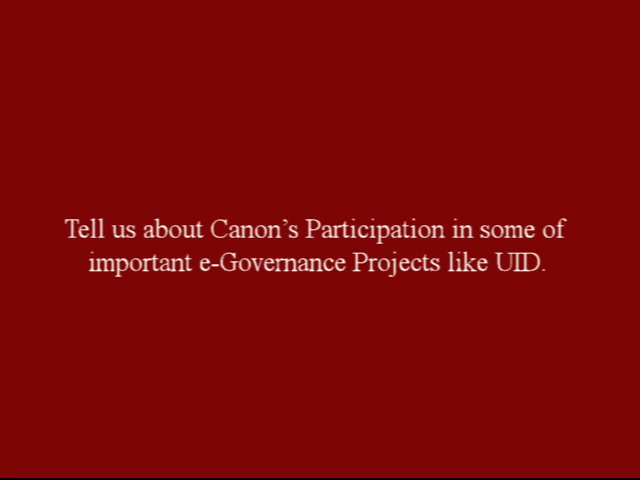 Tell us about Canon’s Participation in some of
important e-Governance Projects like UID.